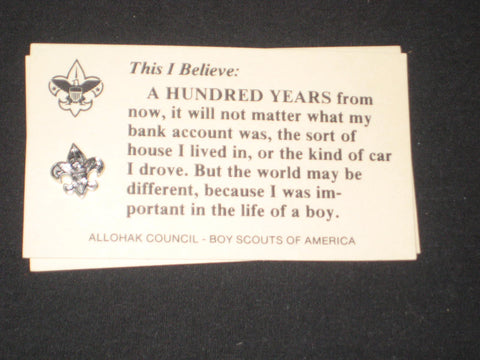 This I Believe:
A HUNDRED YEARS from
now, it will not matter what my
bank account was, the sort of
house I lived in, or the kind of car
I drove. But the world may be
different, because I was im-
portant in the life of a boy.
ALLOHAK COUNCIL - BOY SCOUTS OF AMERICA